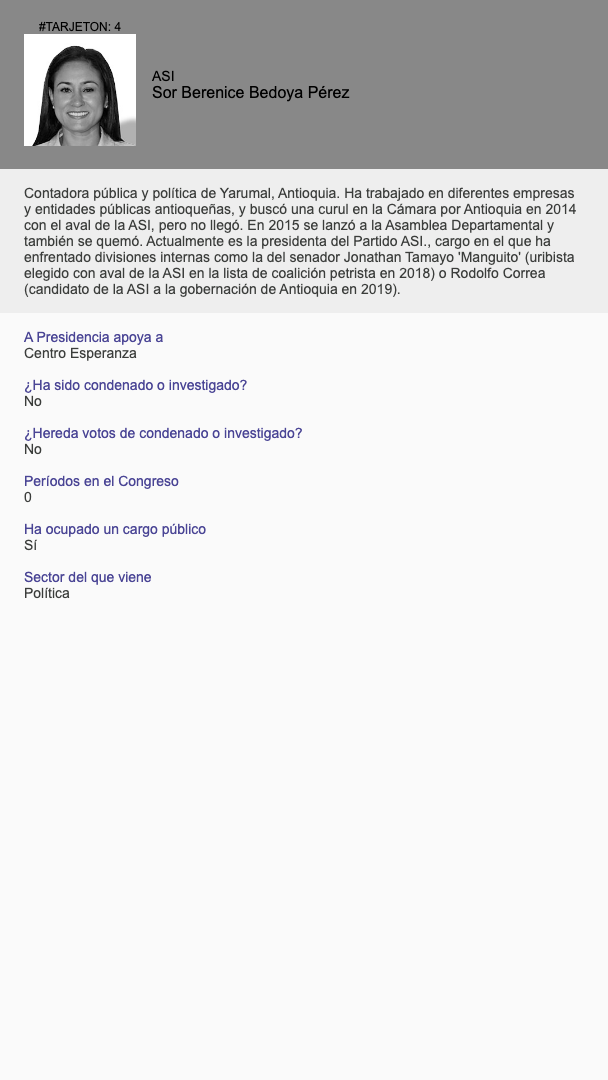 #TARJETON: 4
ASI
Sor Berenice Bedoya Pérez
Contadora pública y política de Yarumal, Antioquia. Ha trabajado en diferentes empresas
y entidades públicas antioqueñas, y buscó una curul en la Cámara por Antioquia en 2014
con el aval de la ASI, pero no llegó. En 2015 se lanzó a la Asamblea Departamental y
también se quemó. Actualmente es la presidenta del Partido ASI., cargo en el que ha
enfrentado divisiones internas como la del senador Jonathan Tamayo 'Manguito' (uribista
elegido con aval de la ASI en la lista de coalición petrista en 2018) o Rodolfo Correa
(candidato de la ASI a la gobernación de Antioquia en 2019).
A Presidencia apoya a
Centro Esperanza
¿Ha sido condenado o investigado?
No
¿Hereda votos de condenado o investigado?
No
Períodos en el Congreso
0
Ha ocupado un cargo público
Sí
Sector del que viene
Política